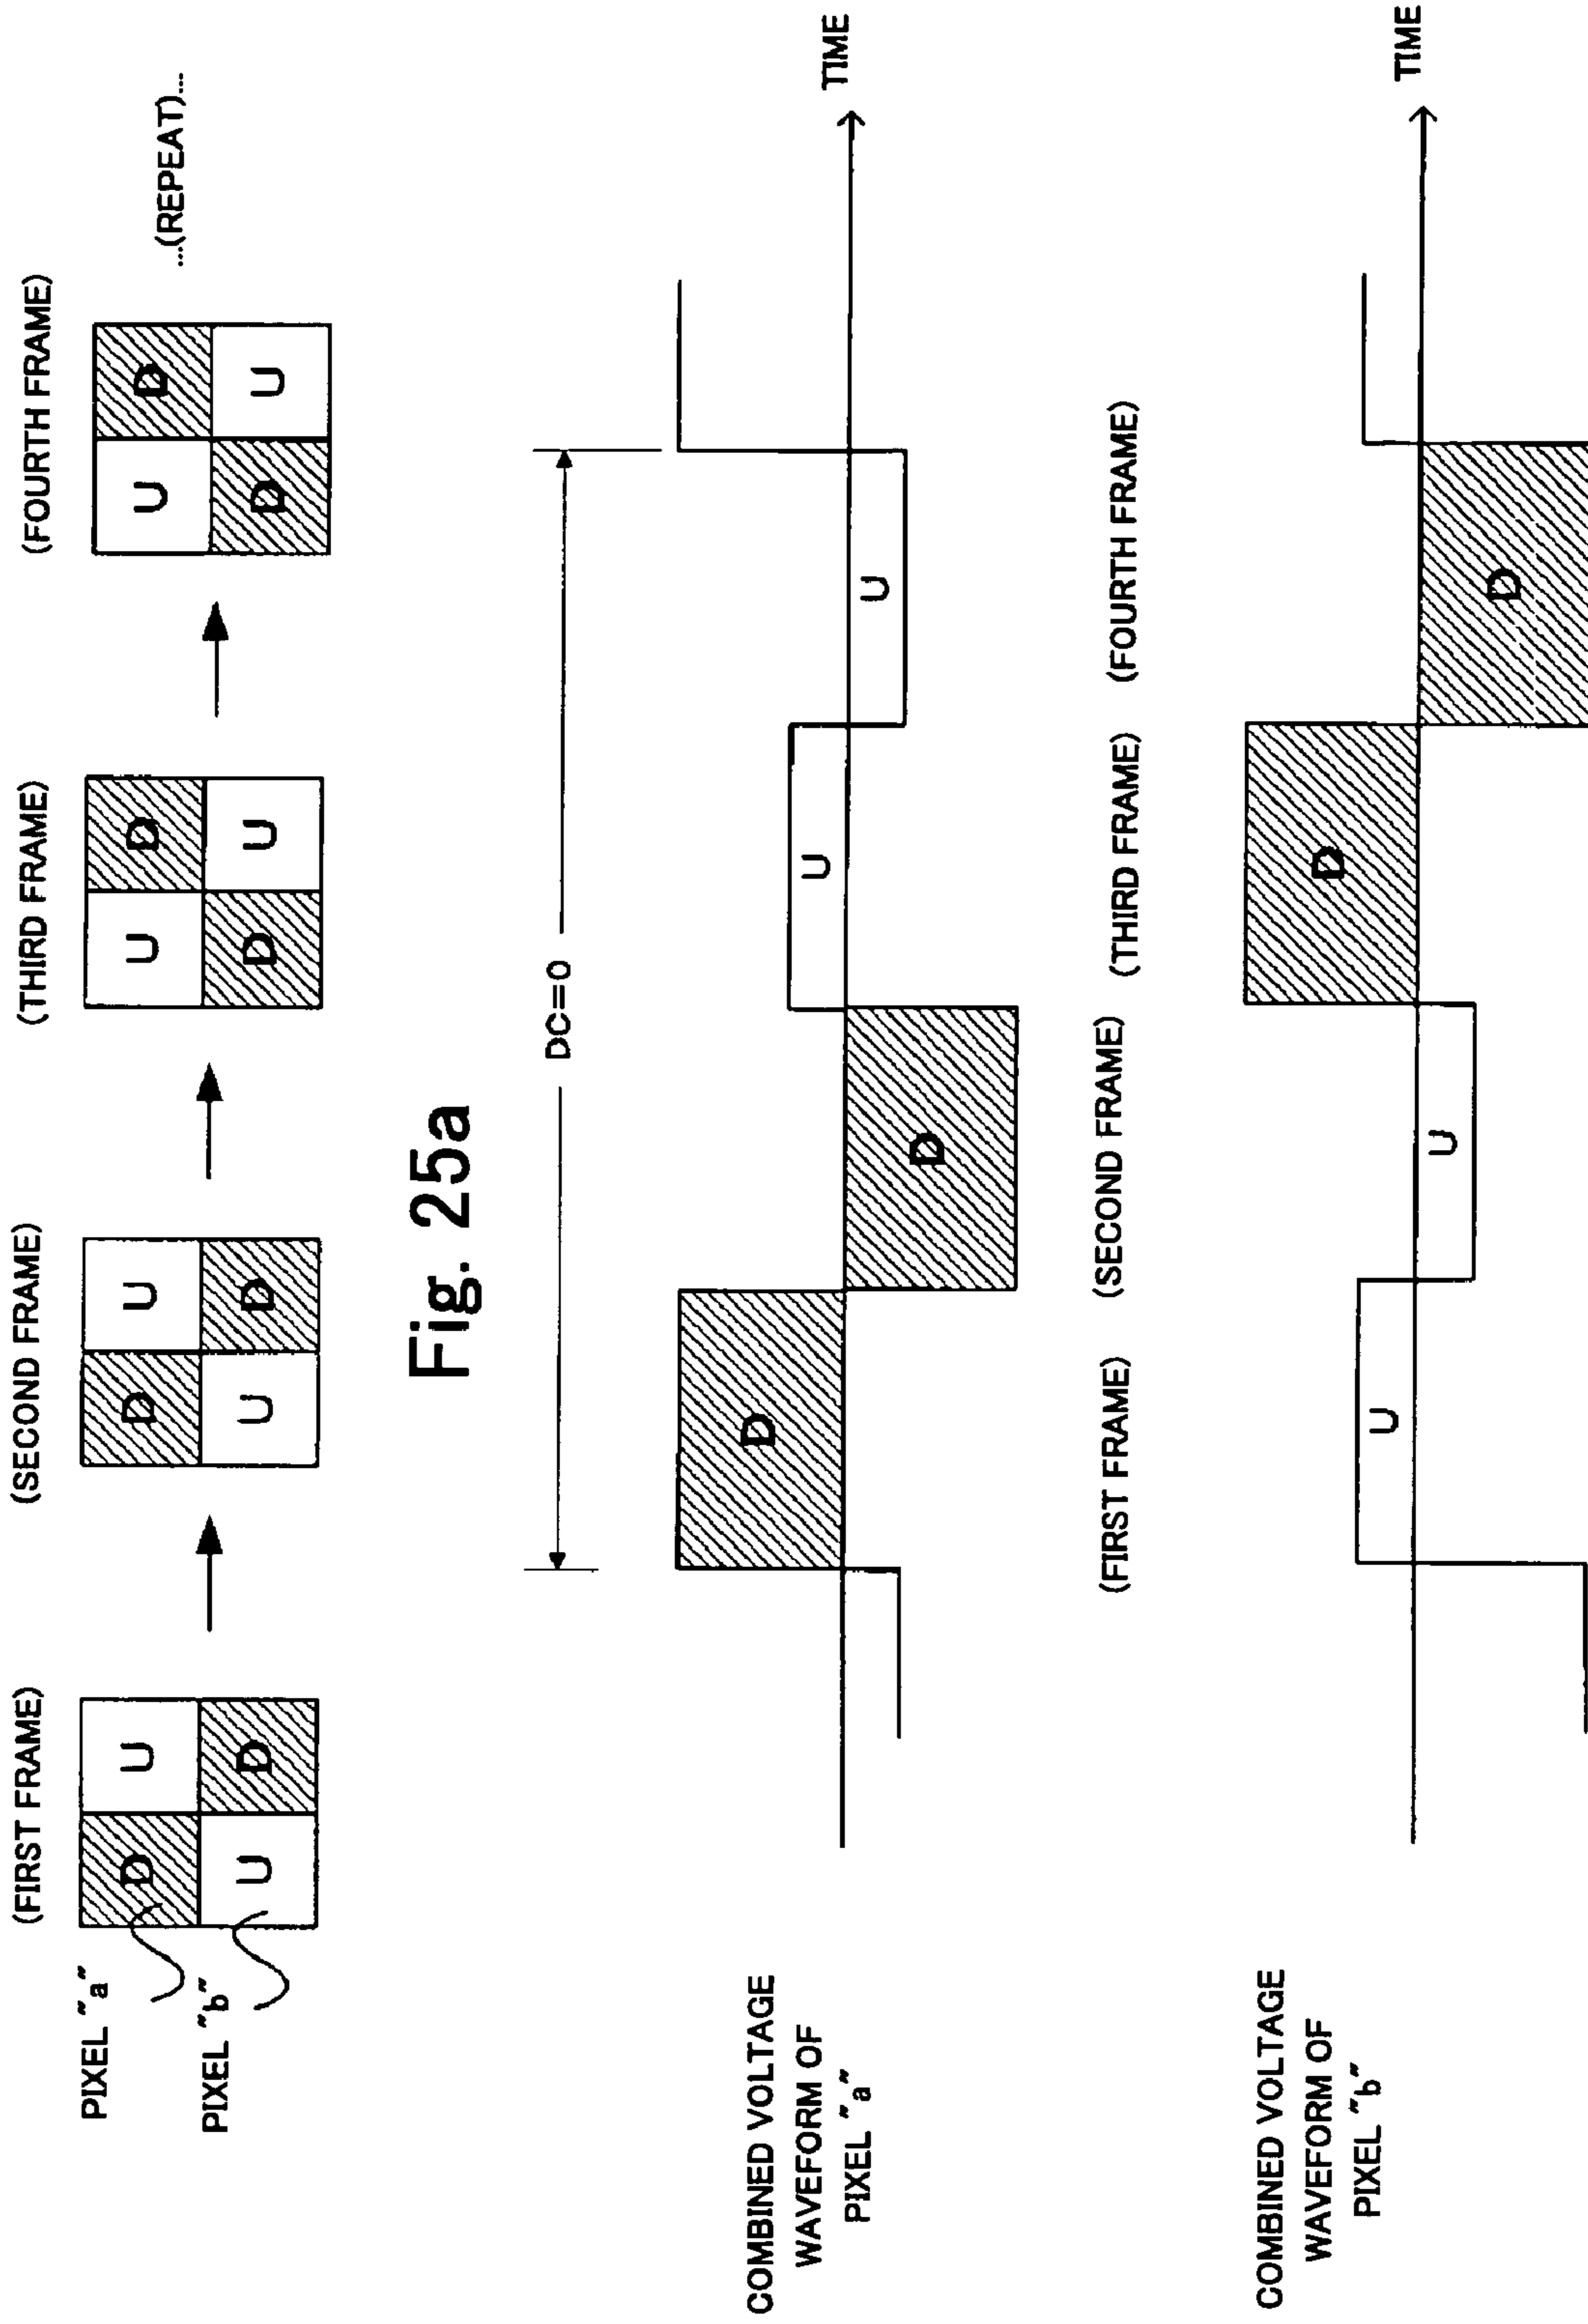 (FIRST FRAME) (SECOND FRAME) (THIRD FRAME) (FOURTH FRAME)
PIXEL "a" D U D U U D U D ...(REPEAT)...
PIXEL "b" U D U D D U D U
Fig. 25a
DC=0
COMBINED VOLTAGE
WAVEFORM OF
PIXEL "a"
D D U U
TIME
(FIRST FRAME) (SECOND FRAME) (THIRD FRAME) (FOURTH FRAME)
COMBINED VOLTAGE
WAVEFORM OF
PIXEL "b"
U U D D
TIME